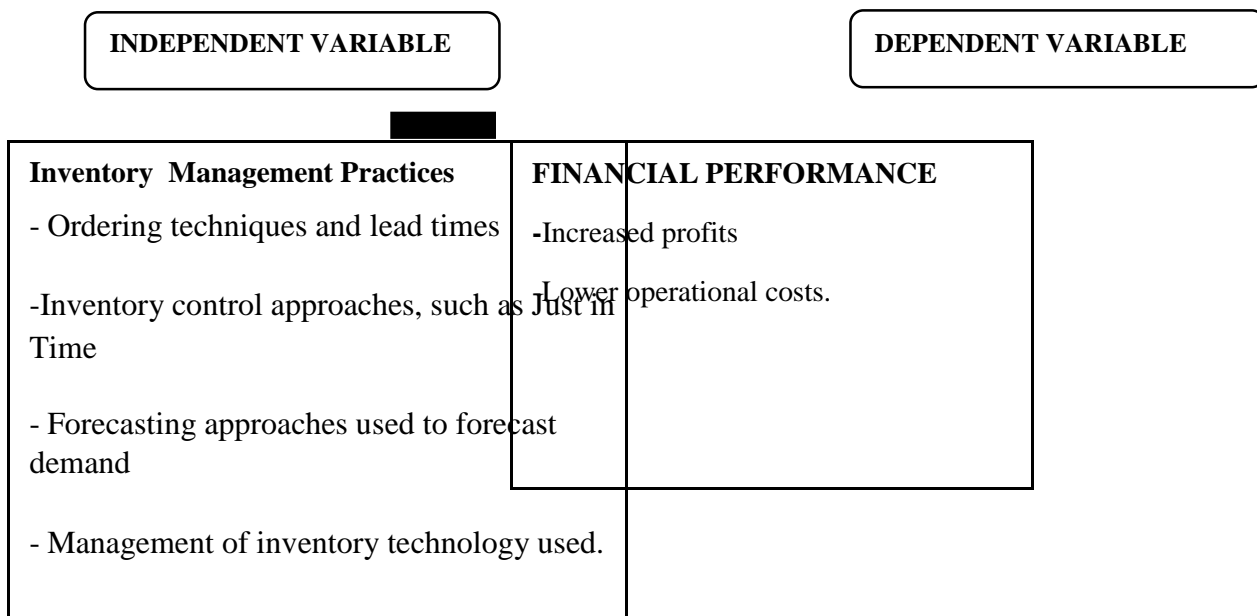 INDEPENDENT VARIABLE
DEPENDENT VARIABLE
Inventory Management Practices
- Ordering techniques and lead times
-Inventory control approaches, such as Just in
Time
- Forecasting approaches used to forecast
demand
- Management of inventory technology used.
FINANCIAL PERFORMANCE
-Increased profits
-Lower operational costs.